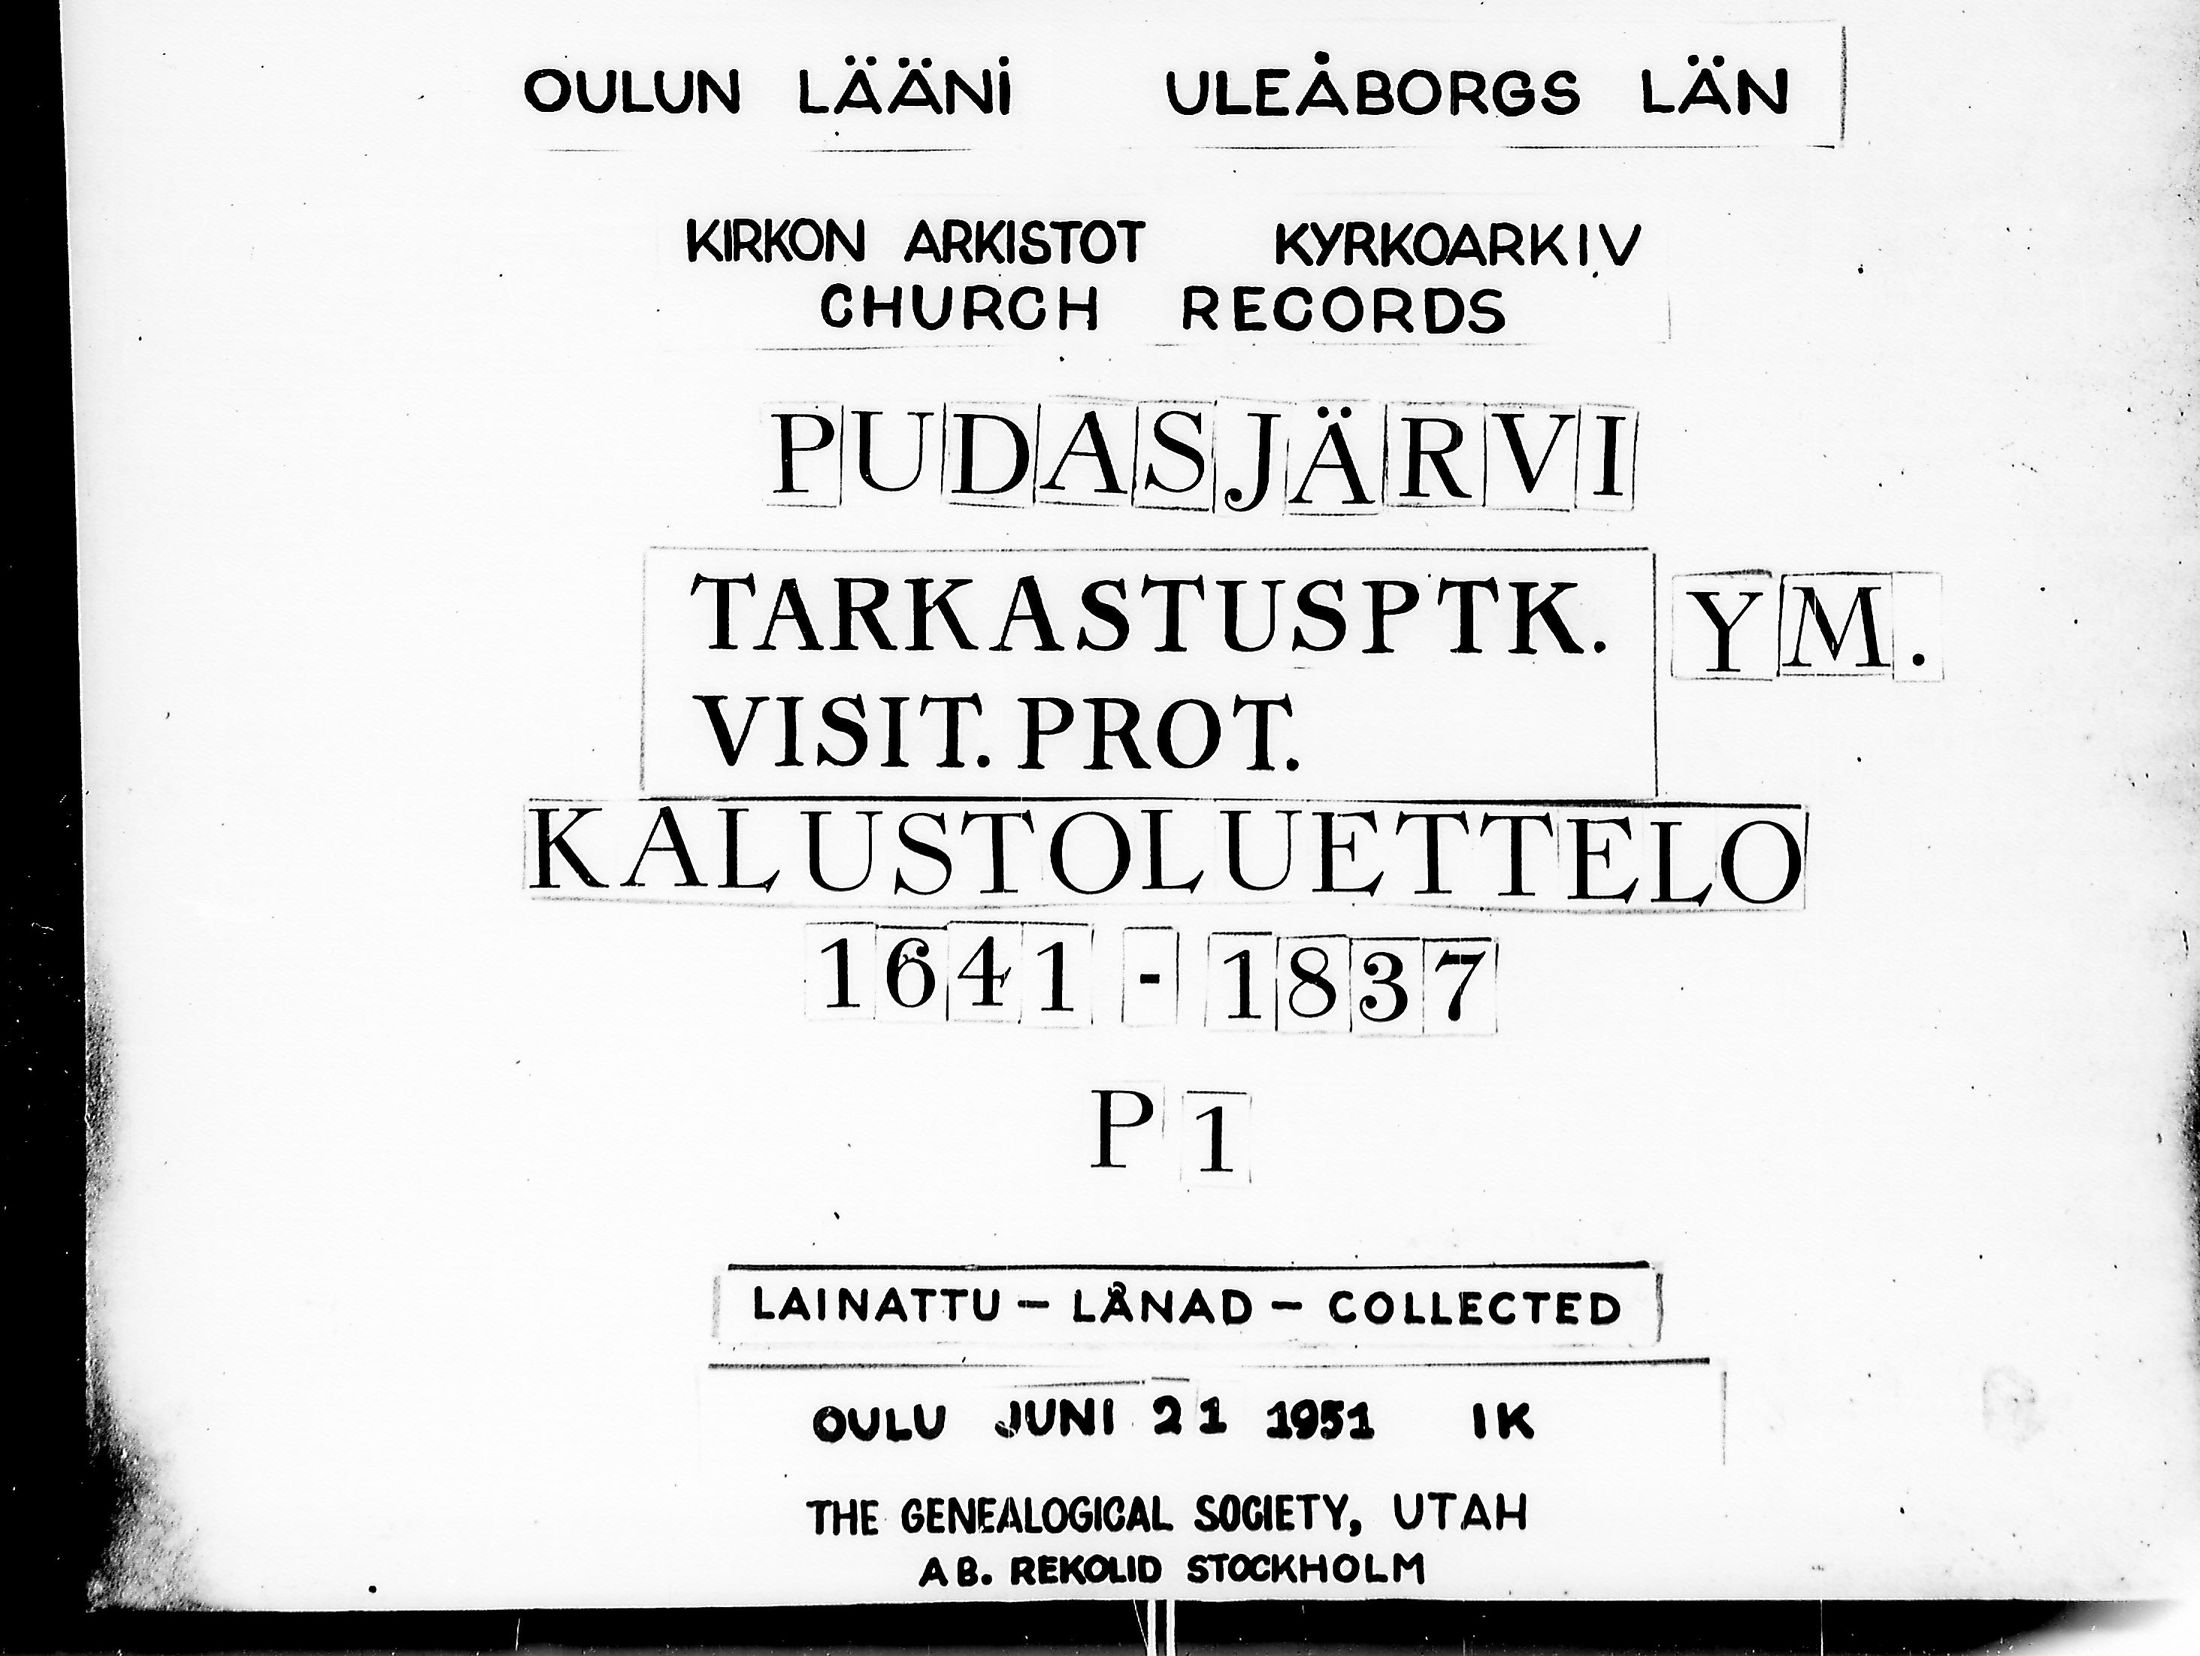 OULUN LÄÄNI ULEÅBORGS LÄN
KIRKON ARKISTOT KYRKOARKIV
CHURCH RECORDS
PUDASJÄRVI
TARKASTUSPTK. YM.
VISIT. PROT.
KALUSTOLUETTELO
1641 - 1837
P 1
LAINATTU - LÅNAD - COLLECTED
OULU JUNI 21 1951 IK
THE GENEALOGICAL SOCIETY, UTAH
AB. REKOLID STOCKHOLM